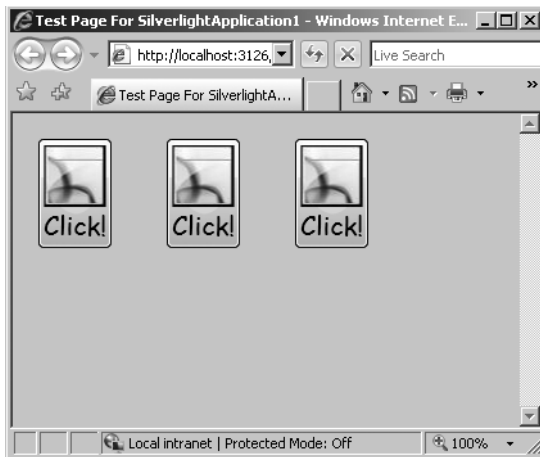 Test Page For SilverlightApplication1 - Windows Internet E...
http://localhost:3126,
Live Search
Test Page For SilverlightA...
»
Click! Click! Click!
Local intranet | Protected Mode: Off
100%